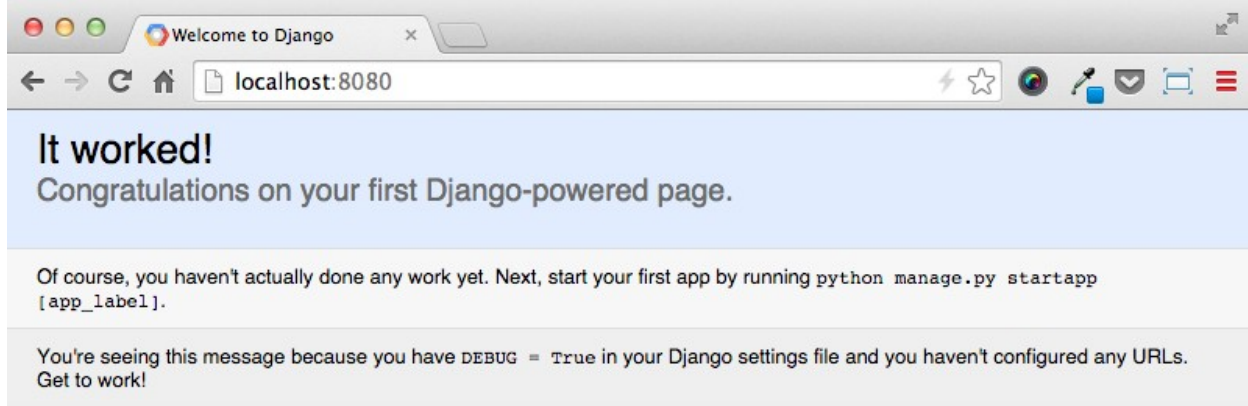 Welcome to Django
localhost:8080
It worked!
Congratulations on your first Django-powered page.
Of course, you haven't actually done any work yet. Next, start your first app by running python manage.py startapp
[app_label].
You're seeing this message because you have DEBUG = True in your Django settings file and you haven't configured any URLs.
Get to work!